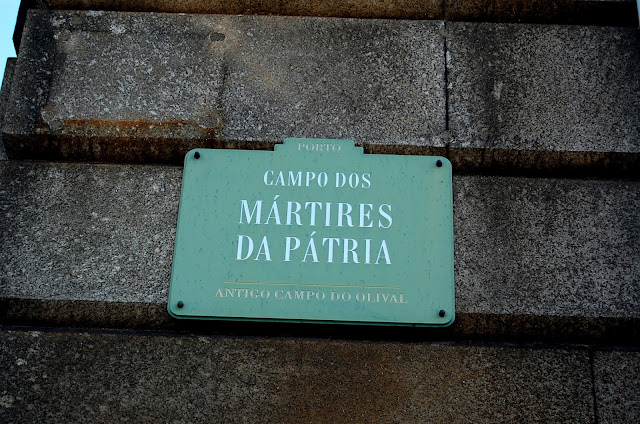 PORTO
CAMPO DOS
MÁRTIRES
DA PÁTRIA
ANTIGO CAMPO DO OLIVAL